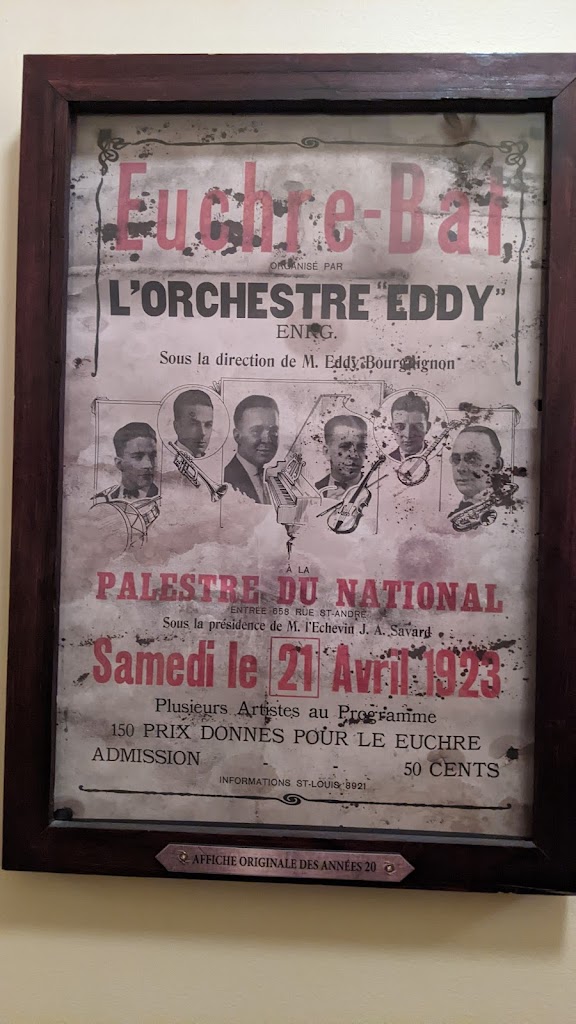 Euchre-Bal,
ORGANISÉ PAR
L'ORCHESTRE "EDDY"
ENRG.
Sous la direction de M. Eddy Bourguignon
À LA
PALESTRE DU NATIONAL
ENTRÉE 658 RUE ST-ANDRÉ
Sous la présidence de M. l'Echevin J. A. Savard
Samedi le 21 Avril 1923
Plusieurs Artistes au Programme
150 PRIX DONNÉS POUR LE EUCHRE
ADMISSION 50 CENTS
INFORMATIONS ST-LOUIS 8921
AFFICHE ORIGINALE DES ANNÉES 20